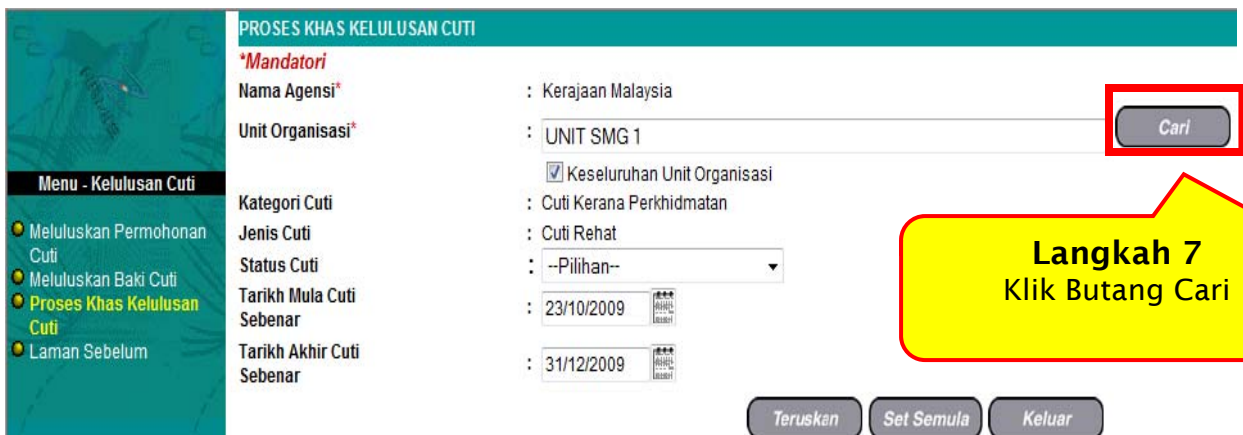 PROSES KHAS KELULUSAN CUTI
*Mandatori
Nama Agensi* : Kerajaan Malaysia
Unit Organisasi* : UNIT SMG 1 Cari
Keseluruhan Unit Organisasi
Kategori Cuti : Cuti Kerana Perkhidmatan
Jenis Cuti : Cuti Rehat
Status Cuti : --Pilihan--
Tarikh Mula Cuti
Sebenar : 23/10/2009
Tarikh Akhir Cuti
Sebenar : 31/12/2009
Teruskan Set Semula Keluar
Menu - Kelulusan Cuti
Meluluskan Permohonan
Cuti
Meluluskan Baki Cuti
Proses Khas Kelulusan
Cuti
Laman Sebelum
Langkah 7
Klik Butang Cari